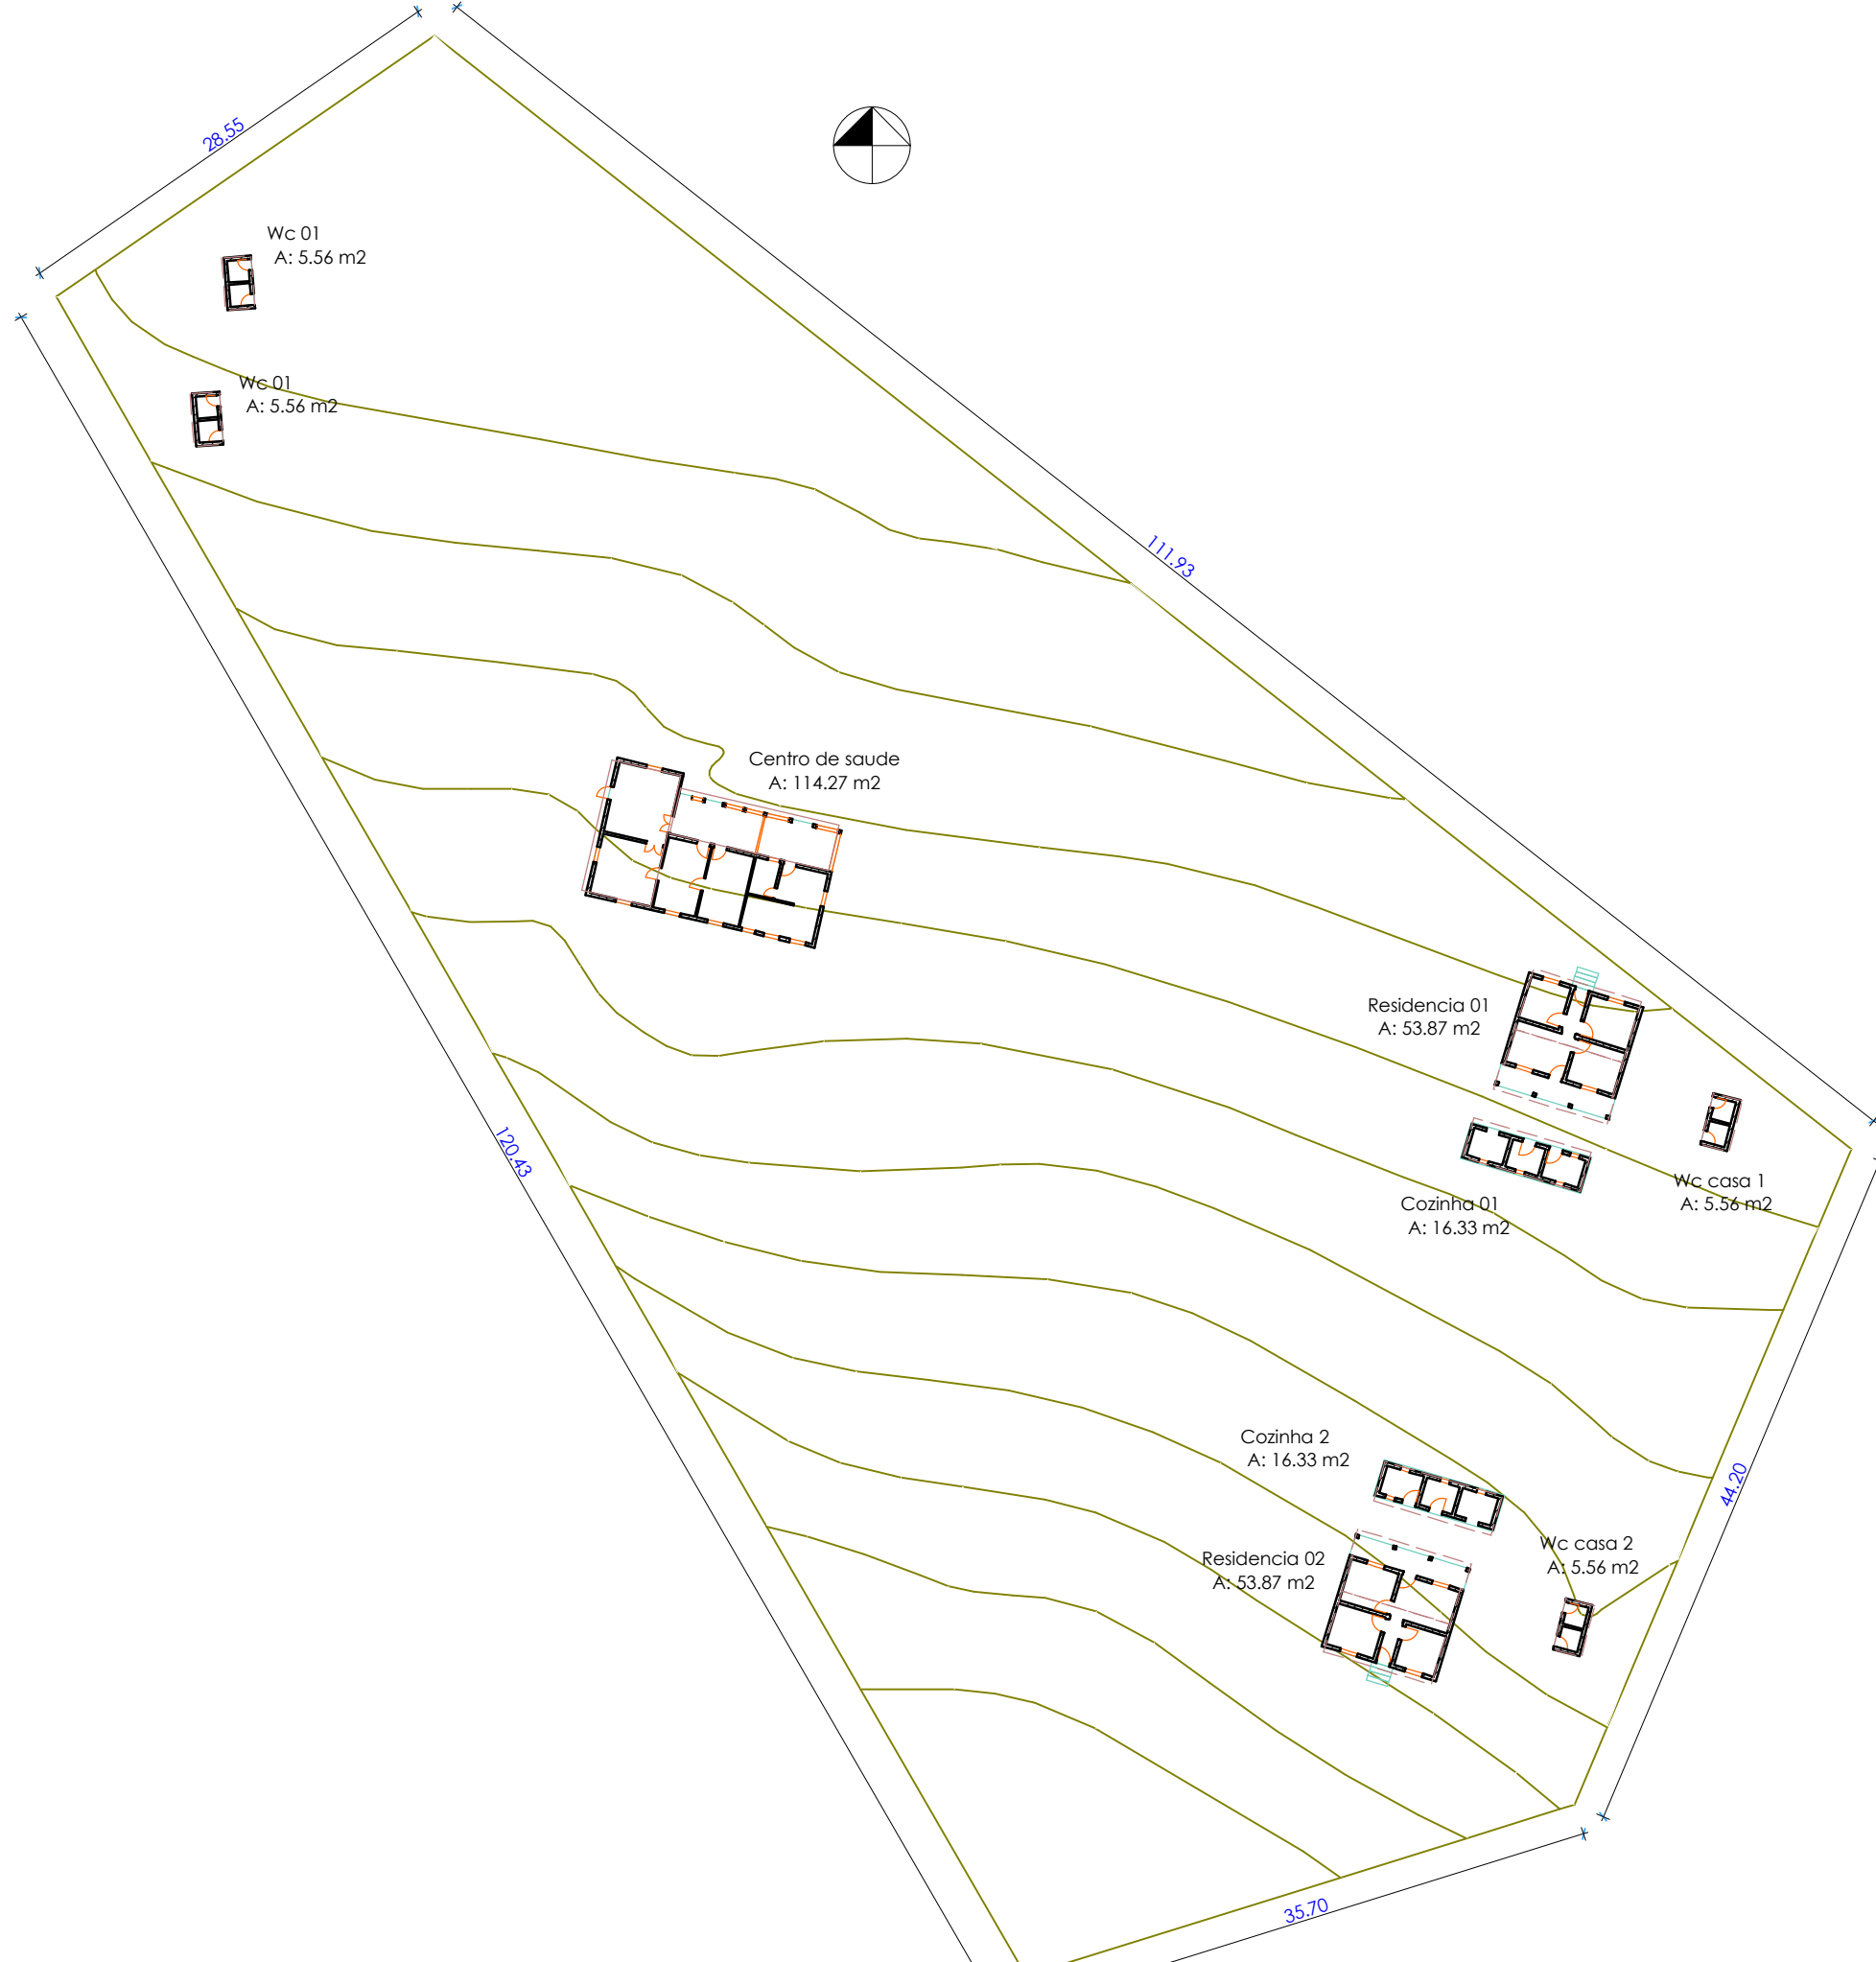 28.55
Wc 01
A: 5.56 m2
Wc 01
A: 5.56 m2
111.93
Centro de saude
A: 114.27 m2
Residencia 01
A: 53.87 m2
120.43
Wc casa 1
A: 5.56 m2
Cozinha 01
A: 16.33 m2
Cozinha 2
A: 16.33 m2
44.20
Wc casa 2
A: 5.56 m2
Residencia 02
A: 53.87 m2
35.70